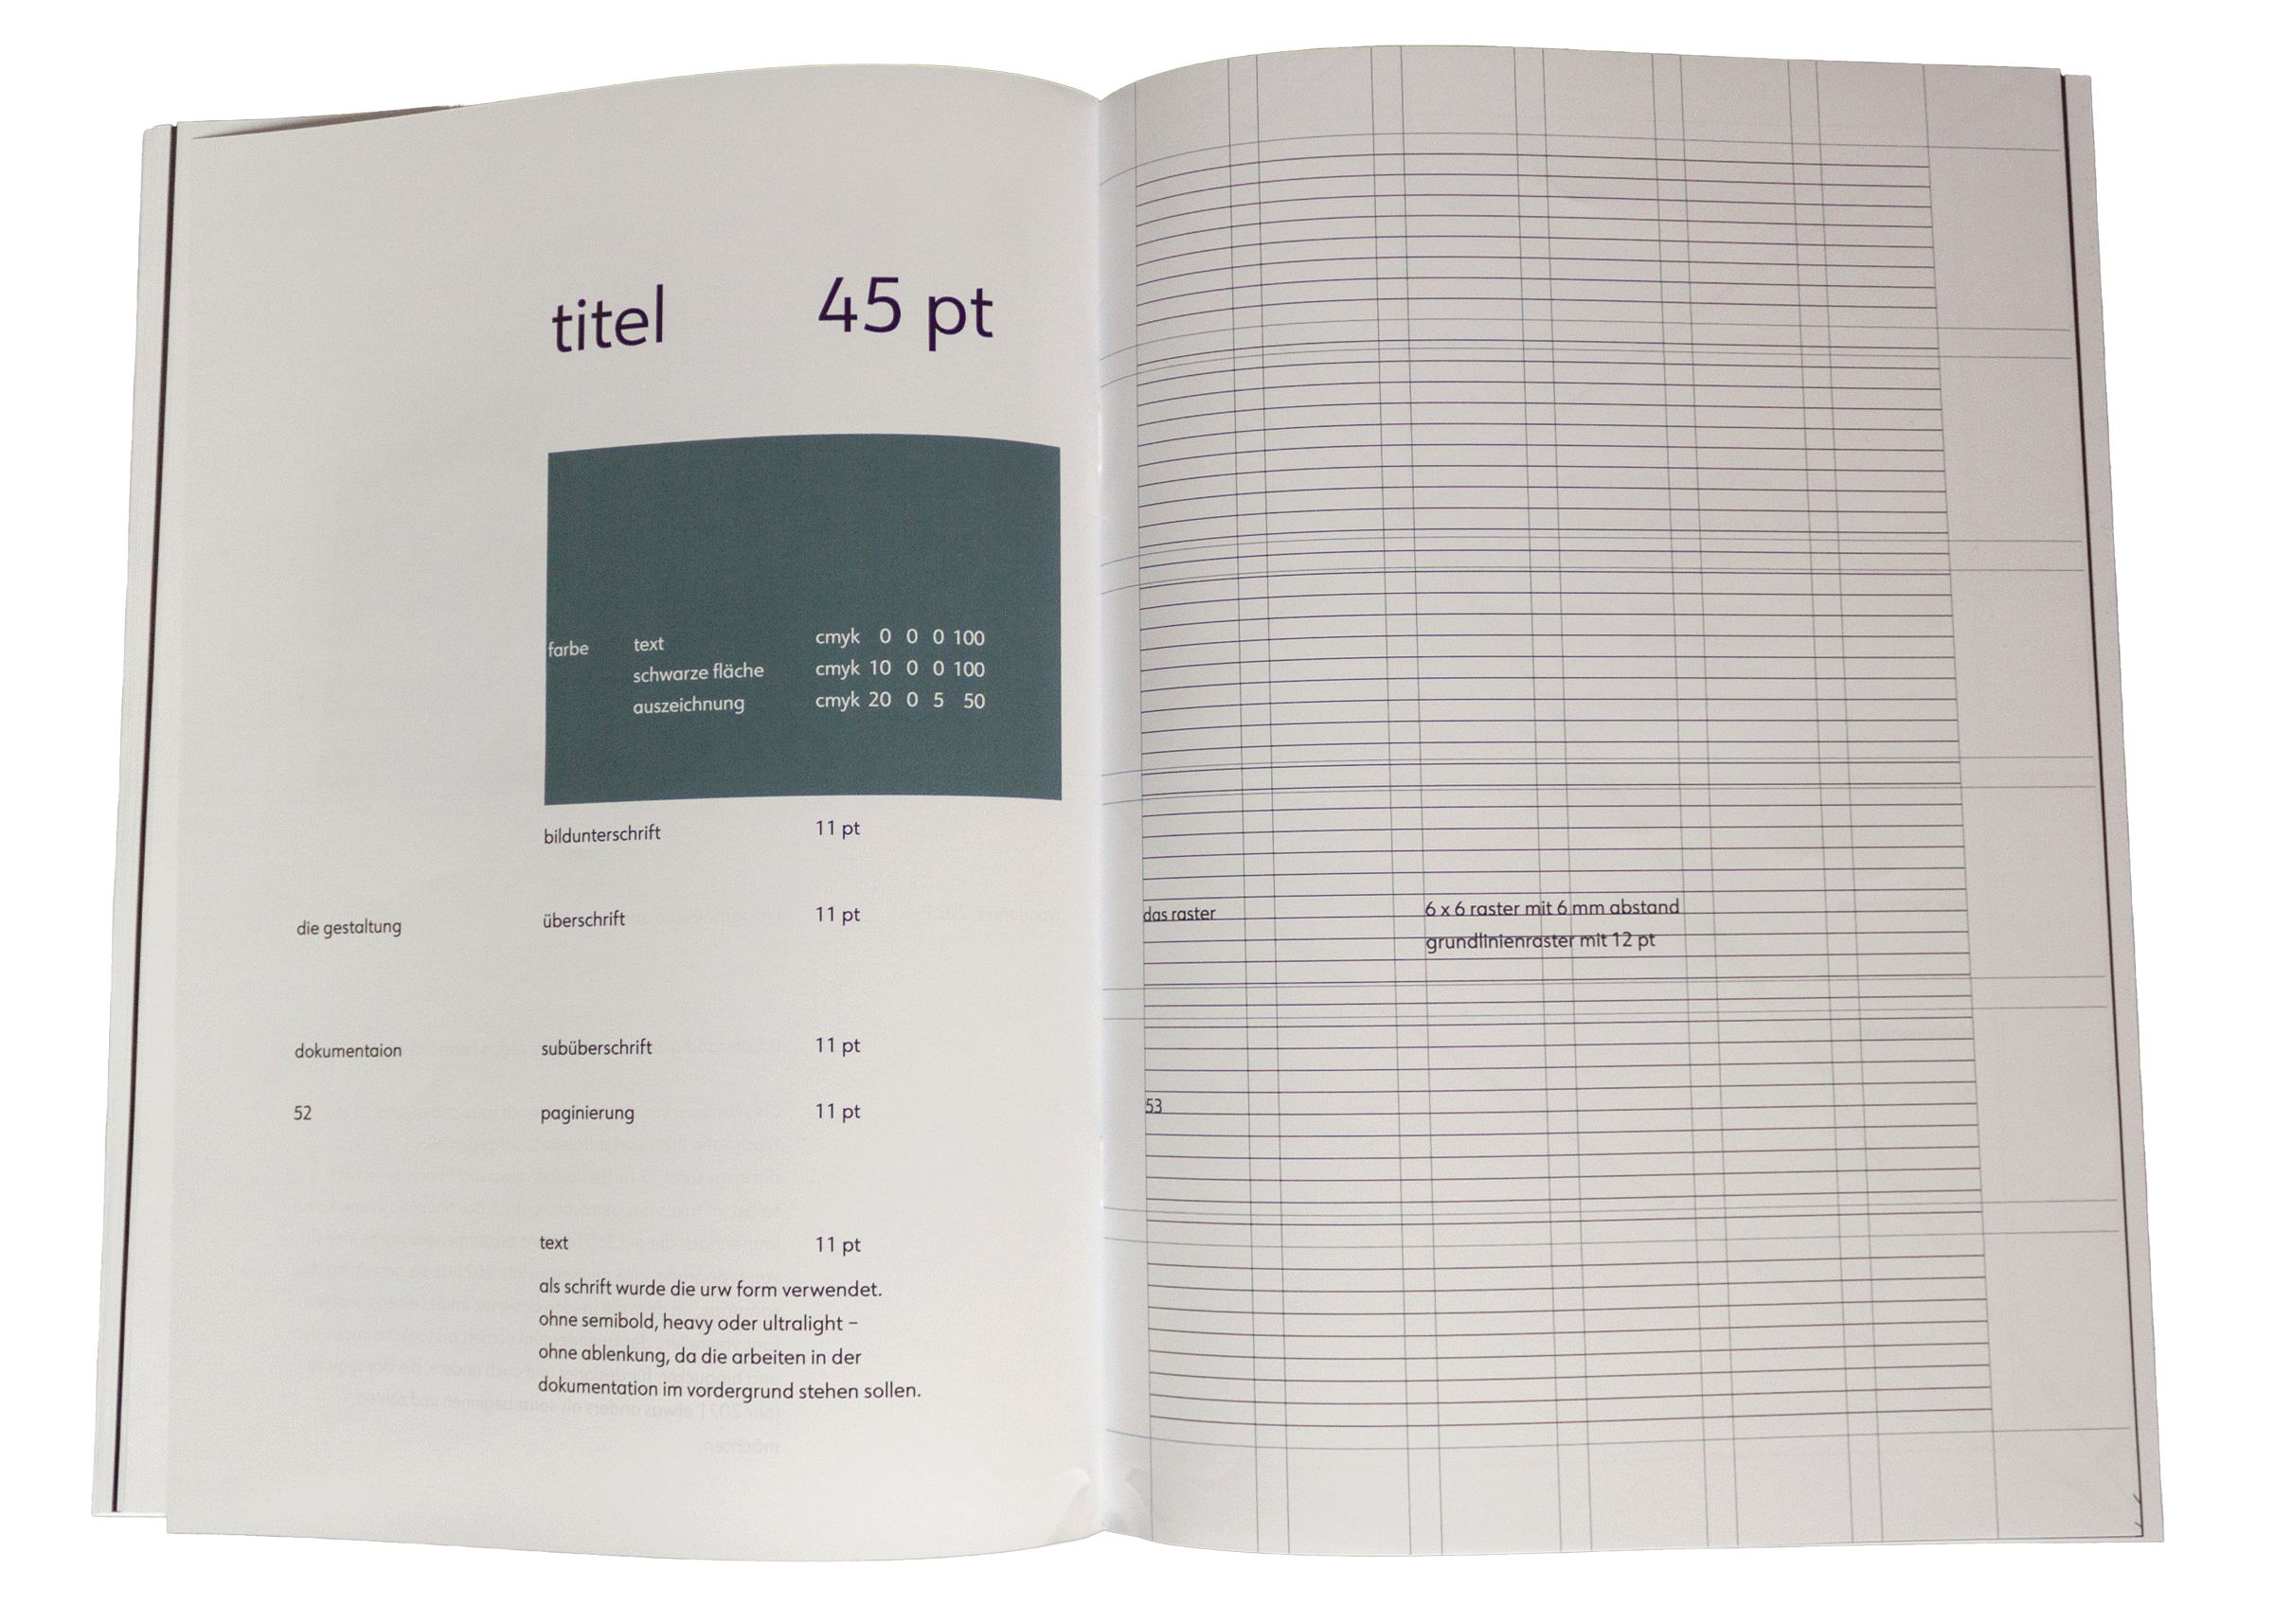 titel 45 pt
farbe text cmyk 0 0 0 100
schwarze fläche cmyk 10 0 0 100
auszeichnung cmyk 20 0 5 50
bildunterschrift 11 pt
die gestaltung überschrift 11 pt
dokumentaion subüberschrift 11 pt
52 paginierung 11 pt
text 11 pt
als schrift wurde die urw form verwendet.
ohne semibold, heavy oder ultralight –
ohne ablenkung, da die arbeiten in der
dokumentation im vordergrund stehen sollen.
das raster 6 x 6 raster mit 6 mm abstand
grundlinienraster mit 12 pt
53